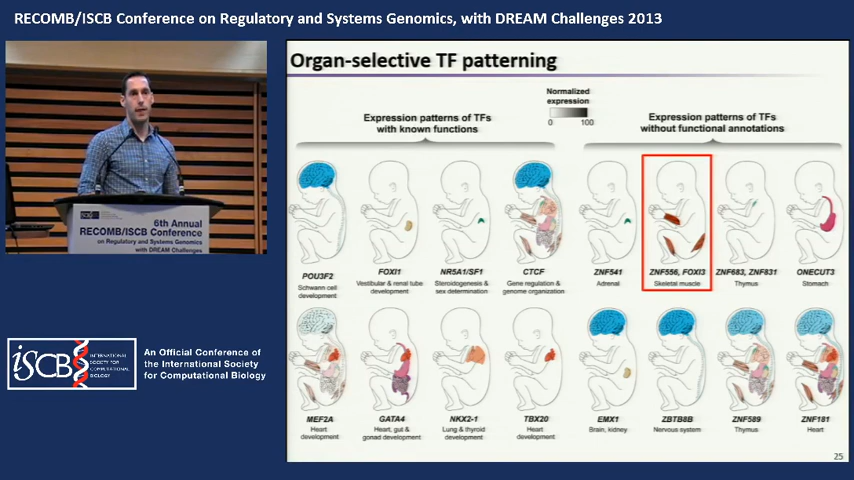 RECOMB/ISCB Conference on Regulatory and Systems Genomics, with DREAM Challenges 2013
6th Annual
RECOMB/ISCB Conference
on Regulatory and Systems Genomics
with DREAM Challenges
iSCB
INTERNATIONAL
SOCIETY FOR
COMPUTATIONAL
BIOLOGY
An Official Conference of
the International Society
for Computational Biology
Organ-selective TF patterning
Normalized
expression
0 100
Expression patterns of TFs
with known functions
Expression patterns of TFs
without functional annotations
POU3F2
Schwann cell
development
FOXI1
Vestibular & renal tube
development
NR5A1/SF1
Steroidogenesis &
sex determination
CTCF
Gene regulation &
genome organization
ZNF541
Adrenal
ZNF556, FOXI3
Skeletal muscle
ZNF683, ZNF831
Thymus
ONECUT3
Stomach
MEF2A
Heart
development
GATA4
Heart, gut &
gonad development
NKX2-1
Lung & thyroid
development
TBX20
Heart
development
EMX1
Brain, kidney
ZBTB8B
Nervous system
ZNF589
Thymus
ZNF181
Heart
25